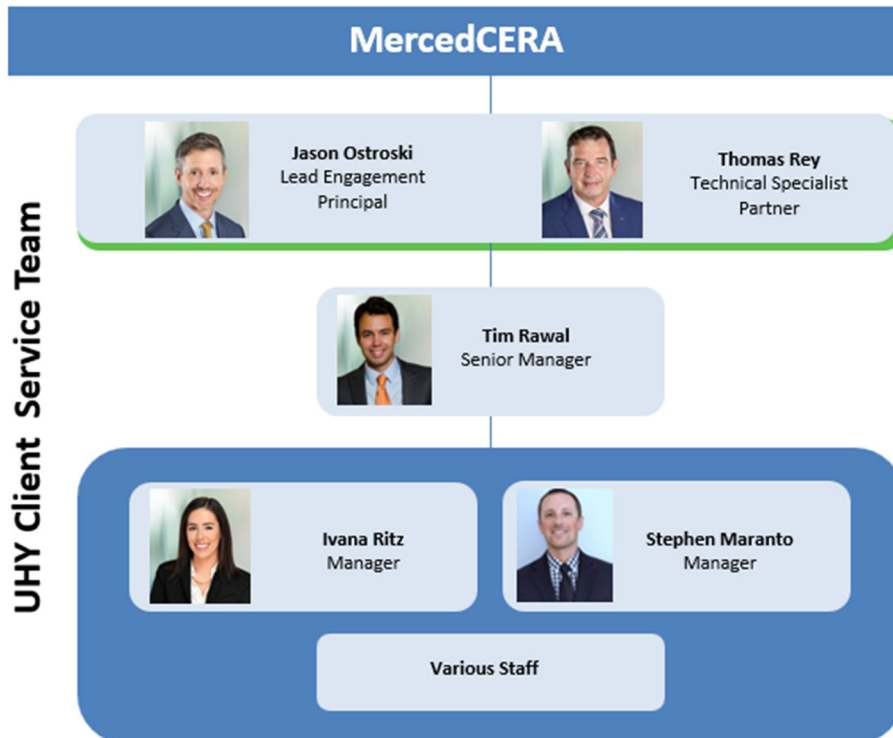 MercedCERA
UHY Client Service Team
Jason Ostroski
Lead Engagement
Principal
Thomas Rey
Technical Specialist
Partner
Tim Rawal
Senior Manager
Ivana Ritz
Manager
Stephen Maranto
Manager
Various Staff